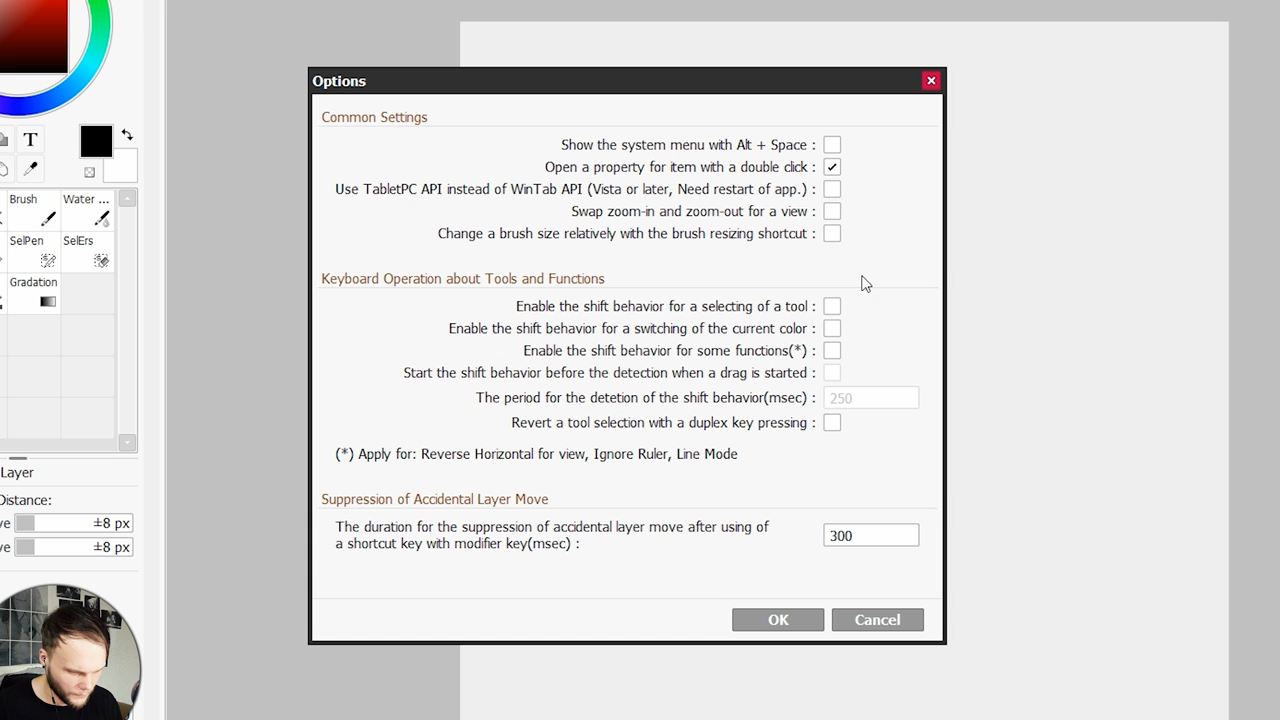 Options
Common Settings
Show the system menu with Alt + Space :
Open a property for item with a double click :
Use TabletPC API instead of WinTab API (Vista or later, Need restart of app.) :
Swap zoom-in and zoom-out for a view :
Change a brush size relatively with the brush resizing shortcut :
Keyboard Operation about Tools and Functions
Enable the shift behavior for a selecting of a tool :
Enable the shift behavior for a switching of the current color :
Enable the shift behavior for some functions(*) :
Start the shift behavior before the detection when a drag is started :
The period for the detetion of the shift behavior(msec) : 250
Revert a tool selection with a duplex key pressing :
(*) Apply for: Reverse Horizontal for view, Ignore Ruler, Line Mode
Suppression of Accidental Layer Move
The duration for the suppression of accidental layer move after using of
a shortcut key with modifier key(msec) : 300
OK Cancel
T
Brush Water ...
SelPen SelErs
Gradation
Layer
Distance:
±8 px
±8 px